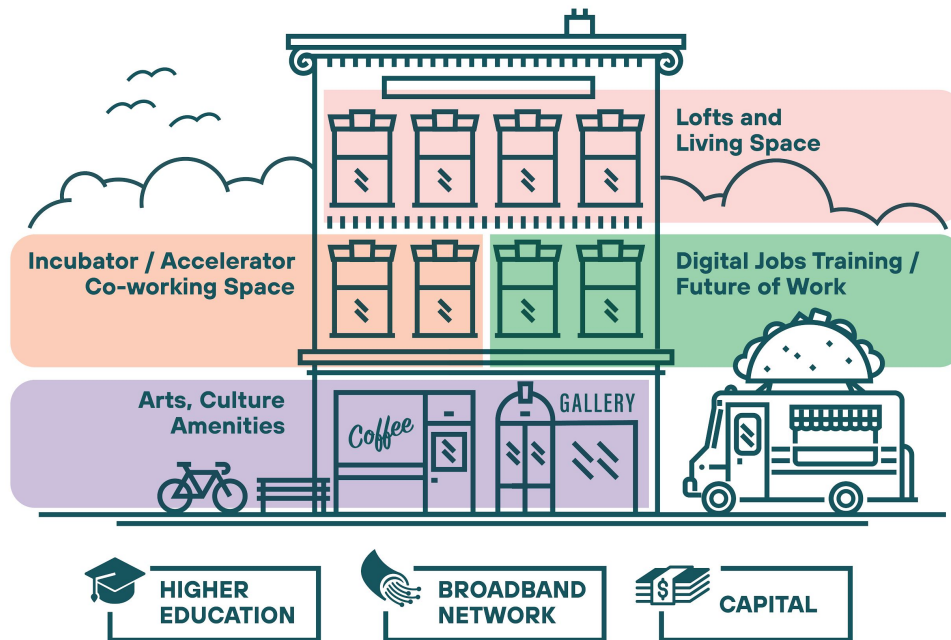 Lofts and
Living Space
Incubator / Accelerator
Co-working Space
Digital Jobs Training /
Future of Work
Arts, Culture
Amenities
Coffee
GALLERY
HIGHER
EDUCATION
BROADBAND
NETWORK
$
CAPITAL